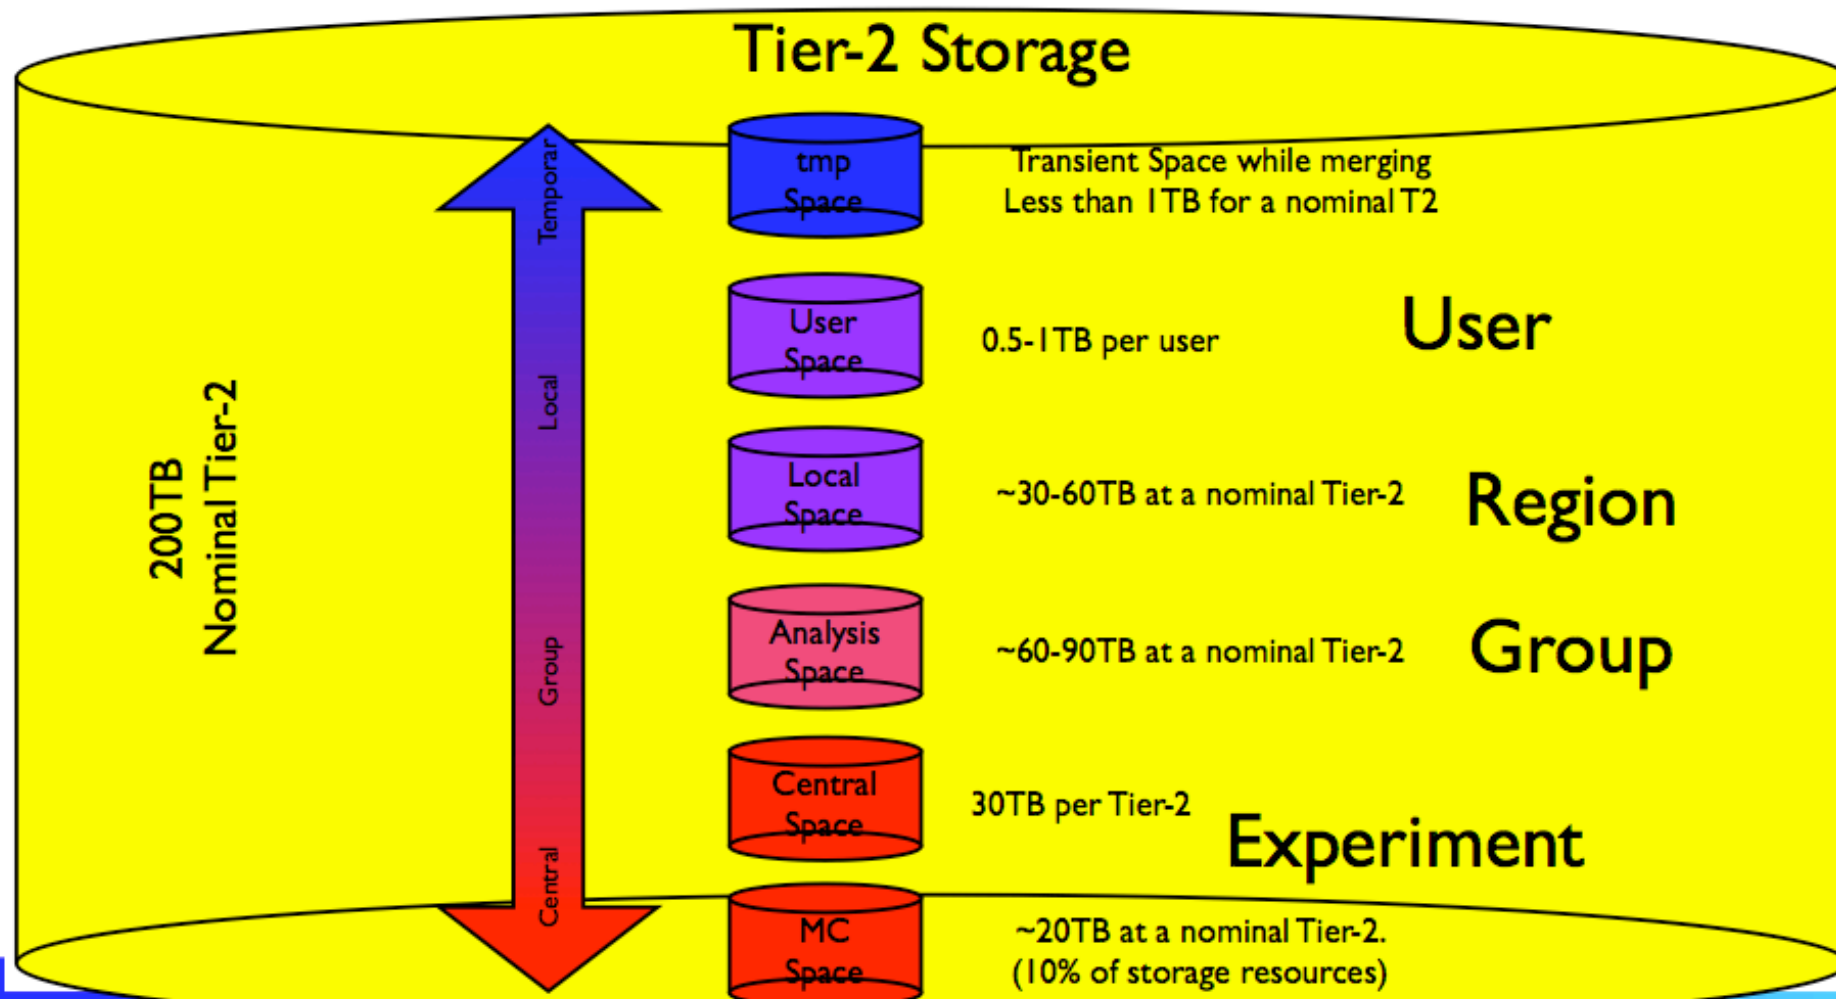 Tier-2 Storage
200TB
Nominal Tier-2
Temporar
Local
Group
Central
tmp
Space
Transient Space while merging
Less than 1TB for a nominal T2
User
Space
0.5-1TB per user
User
Local
Space
~30-60TB at a nominal Tier-2
Region
Analysis
Space
~60-90TB at a nominal Tier-2
Group
Central
Space
30TB per Tier-2
Experiment
MC
Space
~20TB at a nominal Tier-2.
(10% of storage resources)